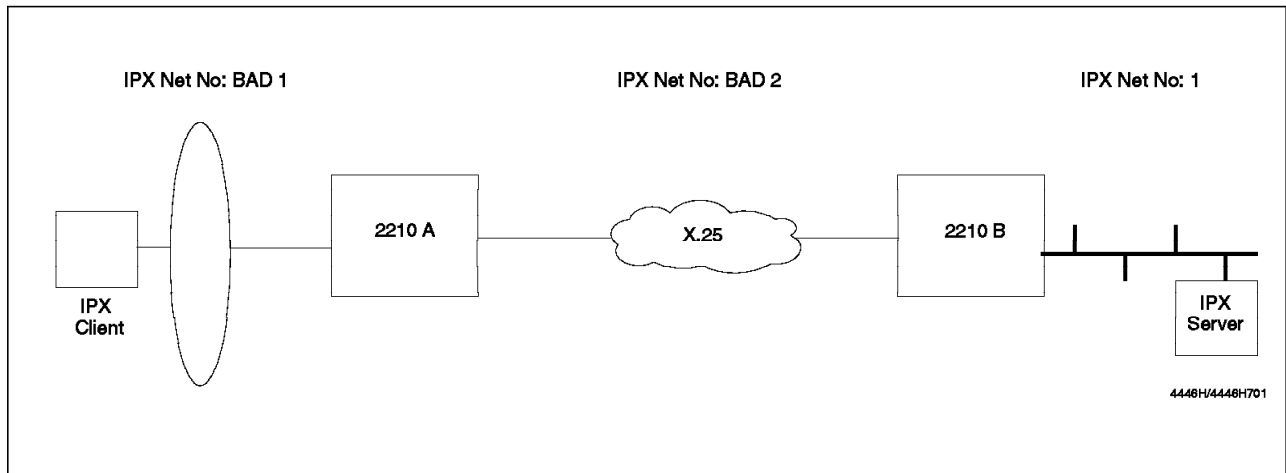 IPX Net No: BAD 1
IPX Net No: BAD 2
IPX Net No: 1
2210 A
X.25
2210 B
IPX
Client
IPX
Server
4446H/4446H701